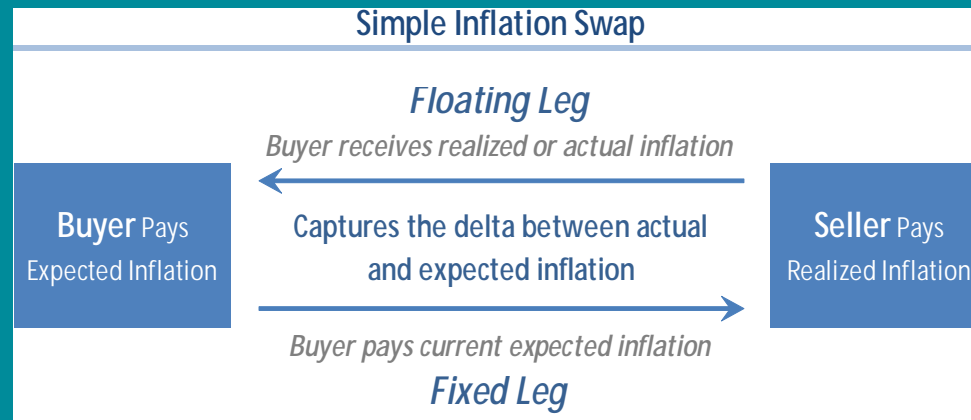 Simple Inflation Swap
Floating Leg
Buyer receives realized or actual inflation
Buyer Pays
Expected Inflation
Captures the delta between actual
and expected inflation
Seller Pays
Realized Inflation
Buyer pays current expected inflation
Fixed Leg